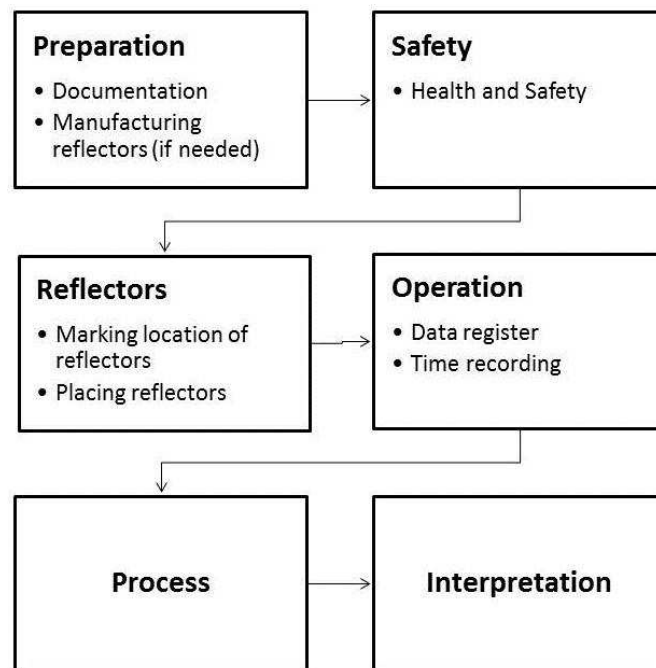 Preparation
• Documentation
• Manufacturing
reflectors (if needed)
Safety
• Health and Safety
Reflectors
• Marking location of
reflectors
• Placing reflectors
Operation
• Data register
• Time recording
Process
Interpretation